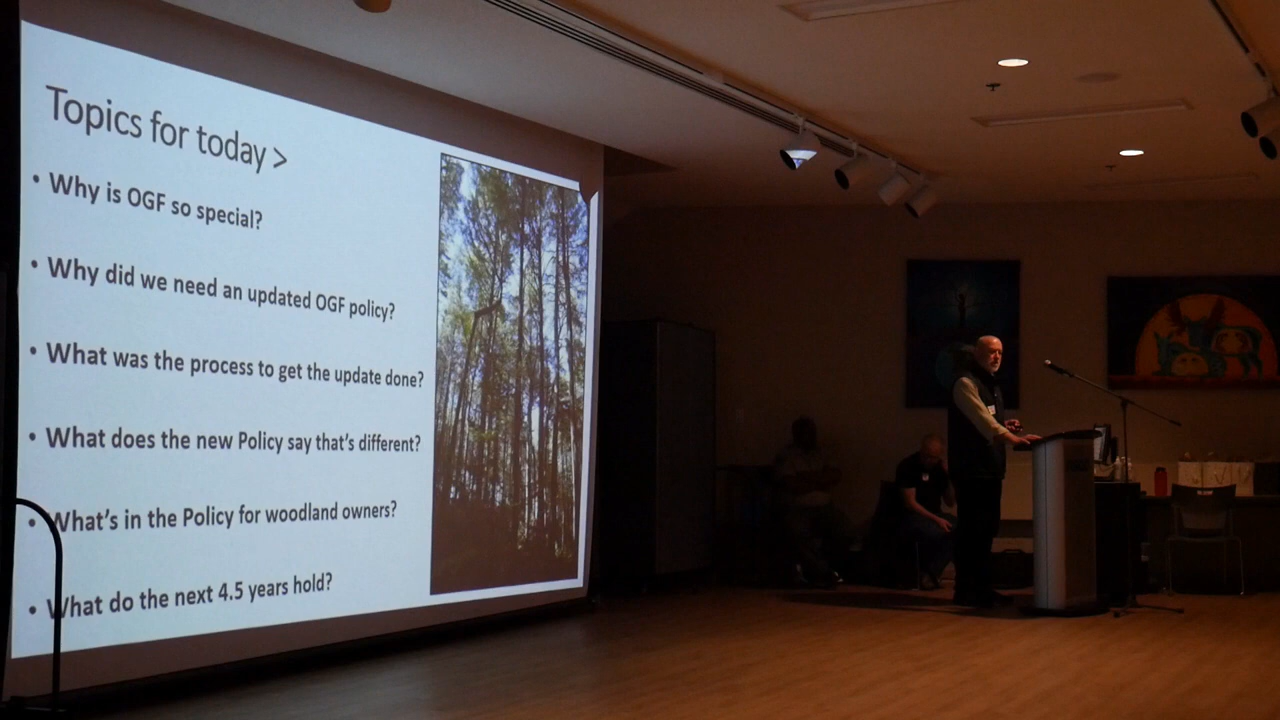 Topics for today >
• Why is OGF so special?
• Why did we need an updated OGF policy?
• What was the process to get the update done?
• What does the new Policy say that's different?
• What's in the Policy for woodland owners?
• What do the next 4.5 years hold?